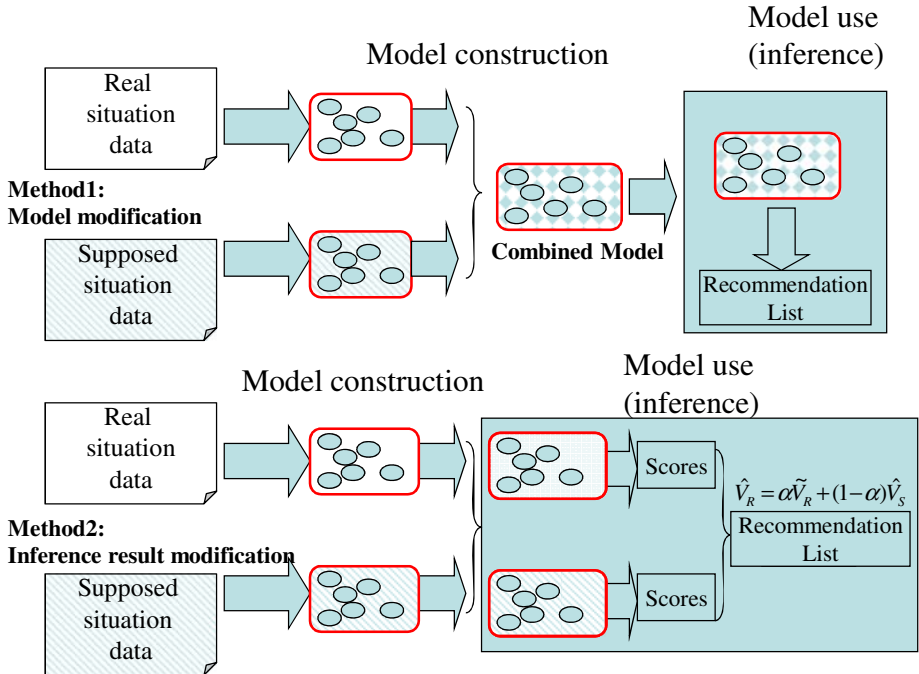 Model construction
Model use
(inference)
Real
situation
data
Method1:
Model modification
Supposed
situation
data
Combined Model
Recommendation
List
Model construction
Model use
(inference)
Real
situation
data
Method2:
Inference result modification
Supposed
situation
data
Scores
Scores
V̂_R = αṼ_R + (1−α)V̂_S
Recommendation
List